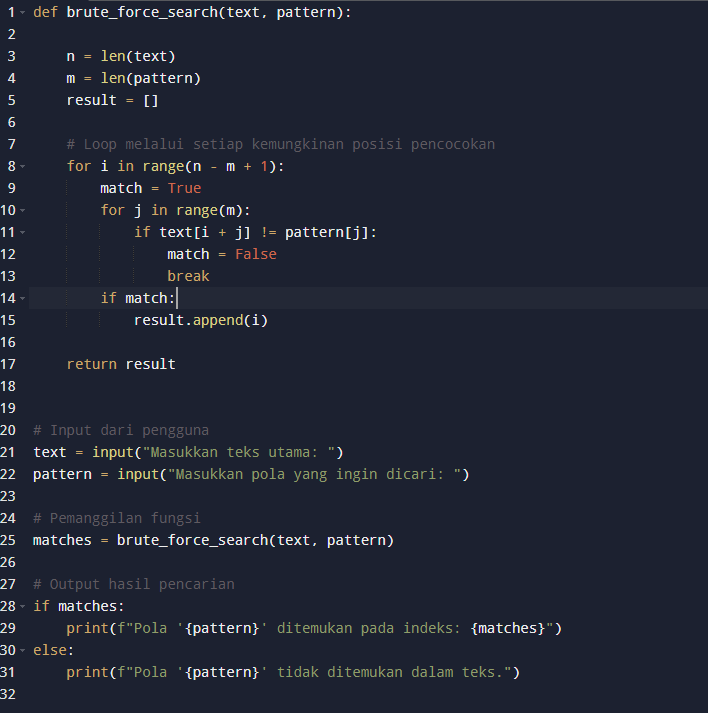 1 def brute_force_search(text, pattern):
2
3     n = len(text)
4     m = len(pattern)
5     result = []
6
7     # Loop melalui setiap kemungkinan posisi pencocokan
8     for i in range(n - m + 1):
9         match = True
10         for j in range(m):
11             if text[i + j] != pattern[j]:
12                 match = False
13                 break
14         if match:
15             result.append(i)
16
17     return result
18
19
20 # Input dari pengguna
21 text = input("Masukkan teks utama: ")
22 pattern = input("Masukkan pola yang ingin dicari: ")
23
24 # Pemanggilan fungsi
25 matches = brute_force_search(text, pattern)
26
27 # Output hasil pencarian
28 if matches:
29     print(f"Pola '{pattern}' ditemukan pada indeks: {matches}")
30 else:
31     print(f"Pola '{pattern}' tidak ditemukan dalam teks.")
32